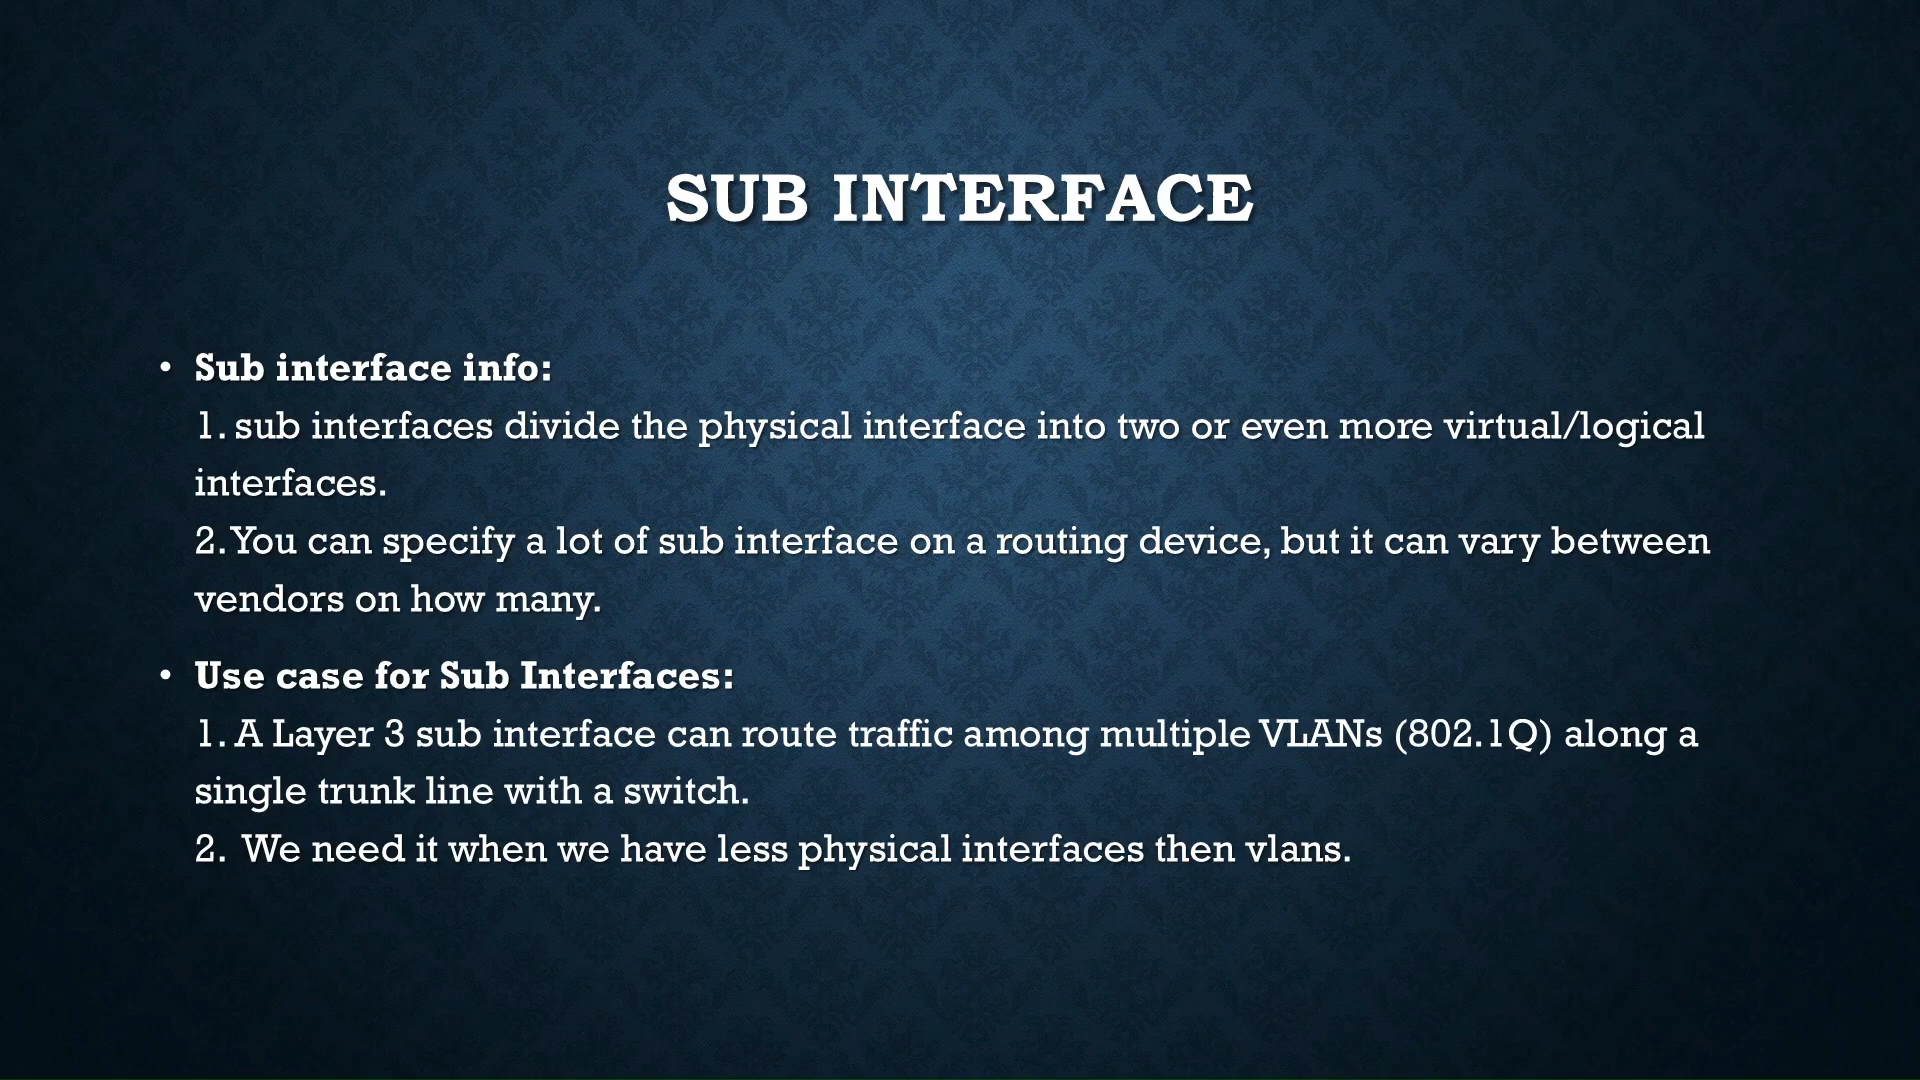 SUB INTERFACE
• Sub interface info:
1. sub interfaces divide the physical interface into two or even more virtual/logical
interfaces.
2. You can specify a lot of sub interface on a routing device, but it can vary between
vendors on how many.
• Use case for Sub Interfaces:
1. A Layer 3 sub interface can route traffic among multiple VLANs (802.1Q) along a
single trunk line with a switch.
2. We need it when we have less physical interfaces then vlans.